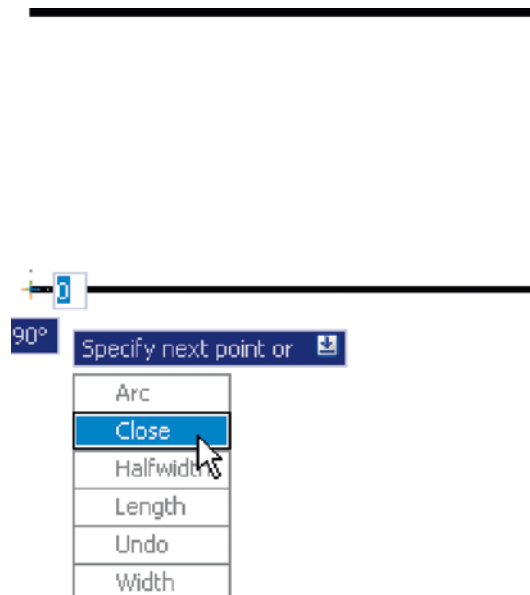 0
90°
Specify next point or
Arc
Close
Halfwidth
Length
Undo
Width